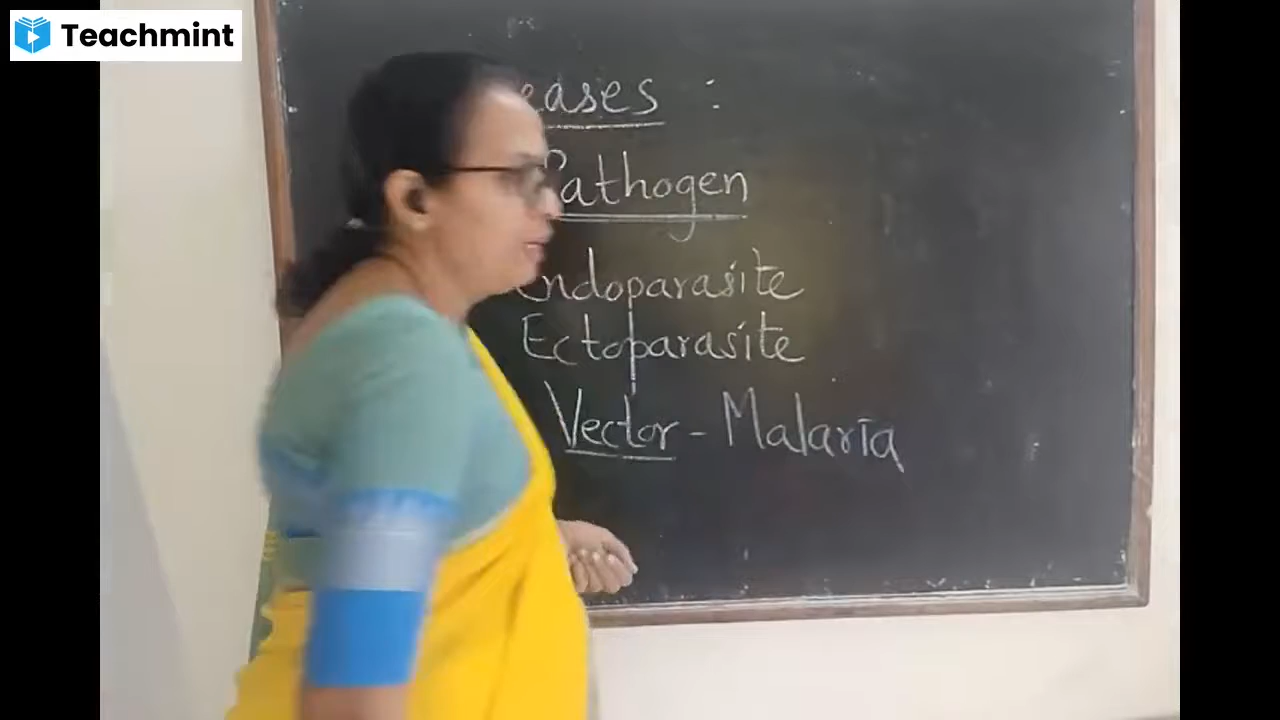 Teachmint
eases :
Pathogen
Endoparasite
Ectoparasite
Vector - Malaria